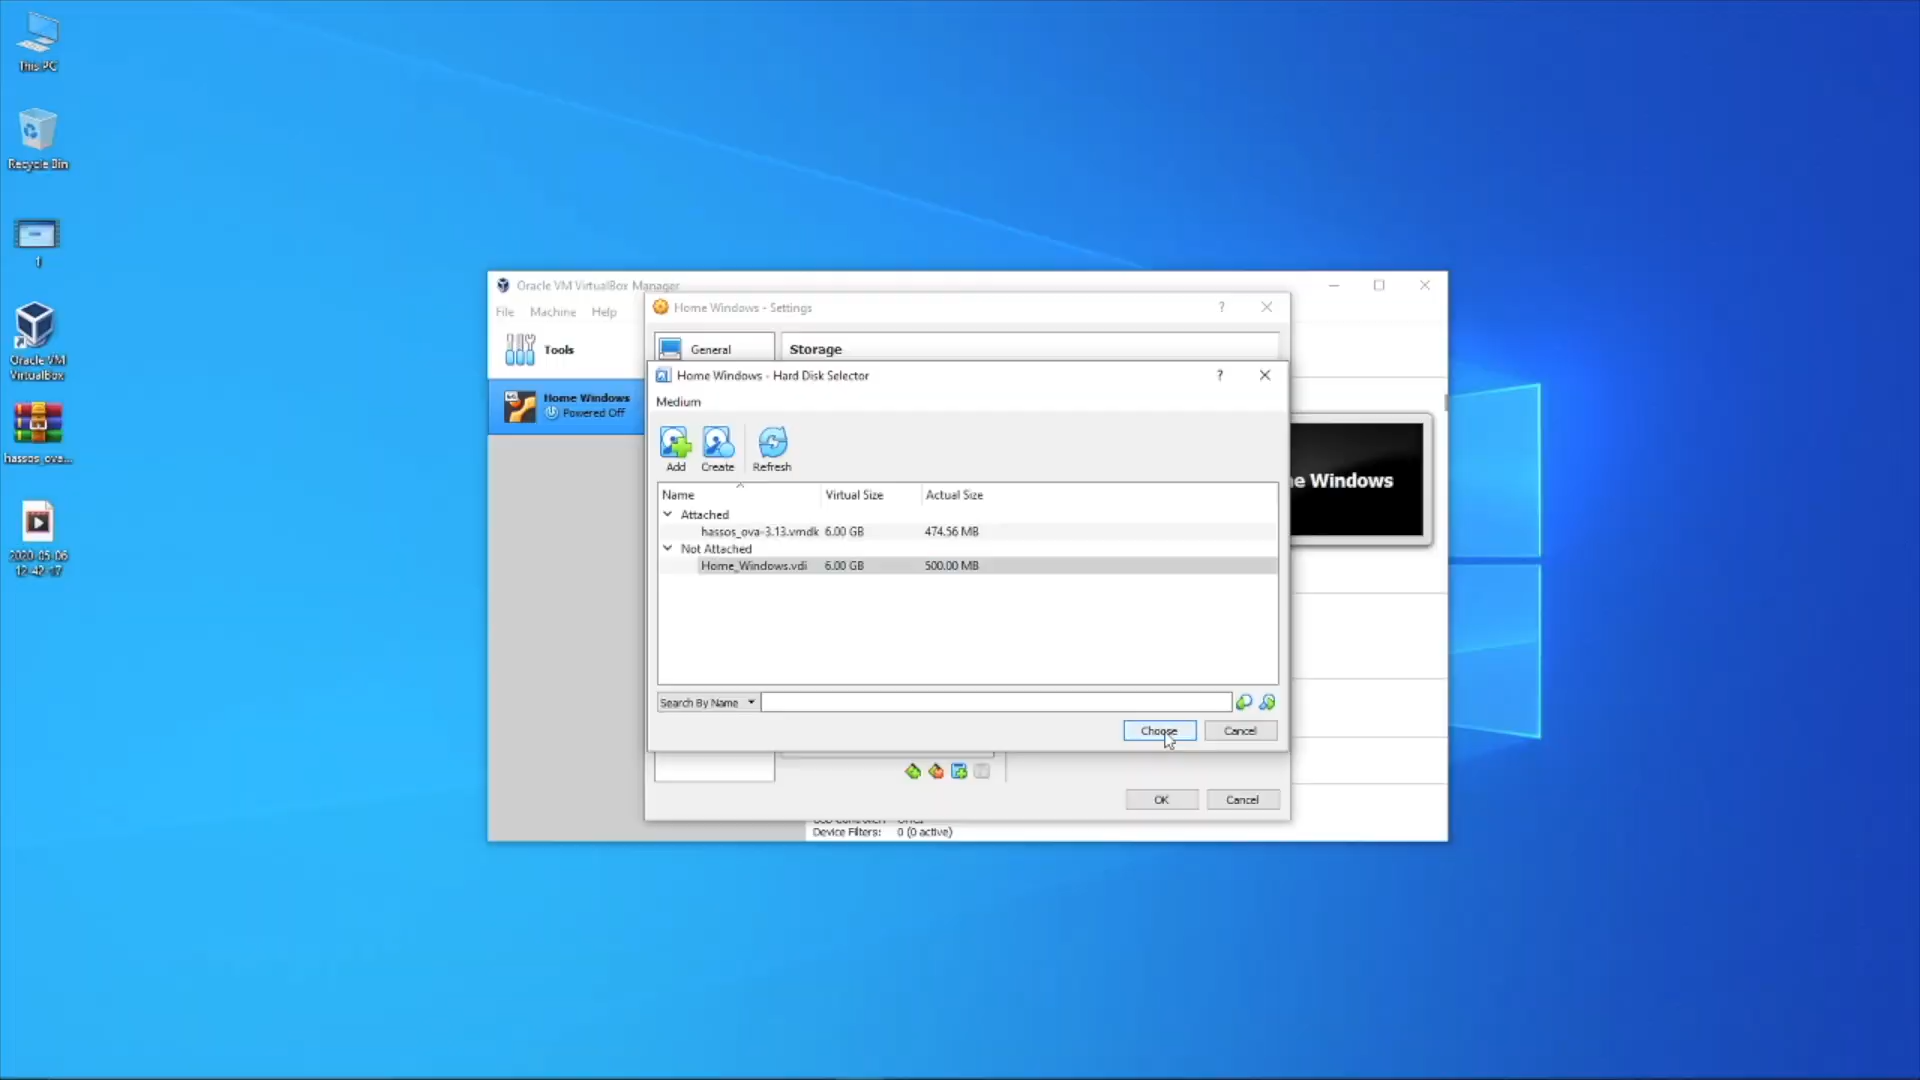 This PC
Recycle Bin
1
Oracle VM
VirtualBox
hassos_ova...
2020-05-06
12-42-17
Oracle VM VirtualBox Manager
File Machine Help
Tools
Home Windows
Powered Off
Home Windows - Settings
?
General
Storage
Home Windows - Hard Disk Selector
?
Medium
Add Create Refresh
Name Virtual Size Actual Size
Attached
hassos_ova-3.13.vmdk 6.00 GB 474.56 MB
Not Attached
Home_Windows.vdi 6.00 GB 500.00 MB
Search By Name
Choose Cancel
OK Cancel
Device Filters: 0 (0 active)
e Windows